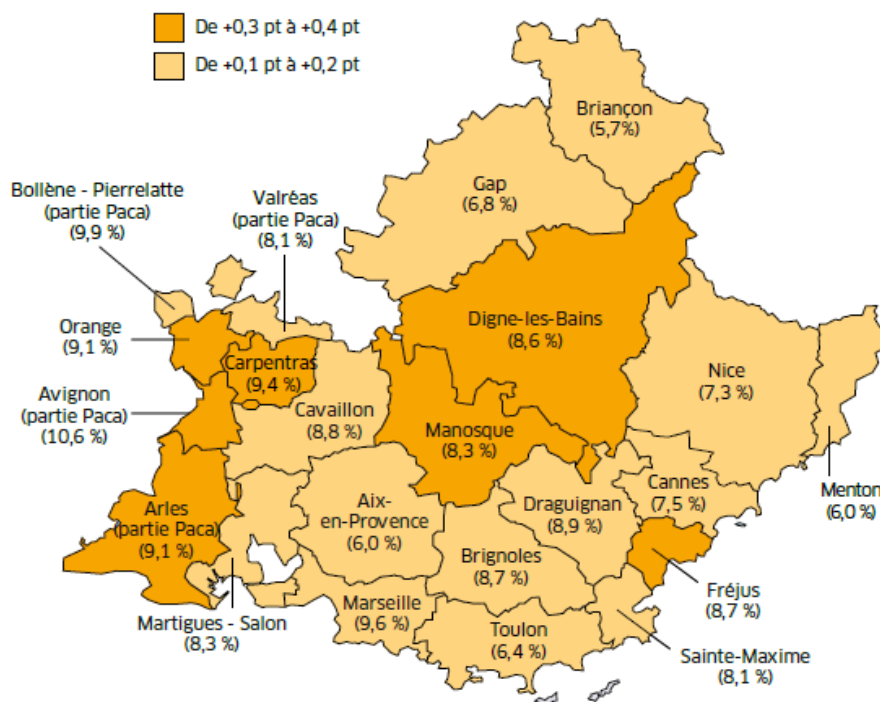 De +0,3 pt à +0,4 pt
De +0,1 pt à +0,2 pt
Briançon
(5,7%)
Gap
(6,8 %)
Bollène - Pierrelatte
(partie Paca)
(9,9 %)
Valréas
(partie Paca)
(8,1 %)
Orange
(9,1 %)
Carpentras
(9,4 %)
Digne-les-Bains
(8,6 %)
Nice
(7,3 %)
Avignon
(partie Paca)
(10,6 %)
Cavaillon
(8,8 %)
Manosque
(8,3 %)
Menton
(6,0 %)
Cannes
(7,5 %)
Draguignan
(8,9 %)
Aix-
en-Provence
(6,0 %)
Arles
(partie Paca)
(9,1 %)
Brignoles
(8,7 %)
Fréjus
(8,7 %)
Marseille
(9,6 %)
Martigues - Salon
(8,3 %)
Toulon
(6,4 %)
Sainte-Maxime
(8,1 %)